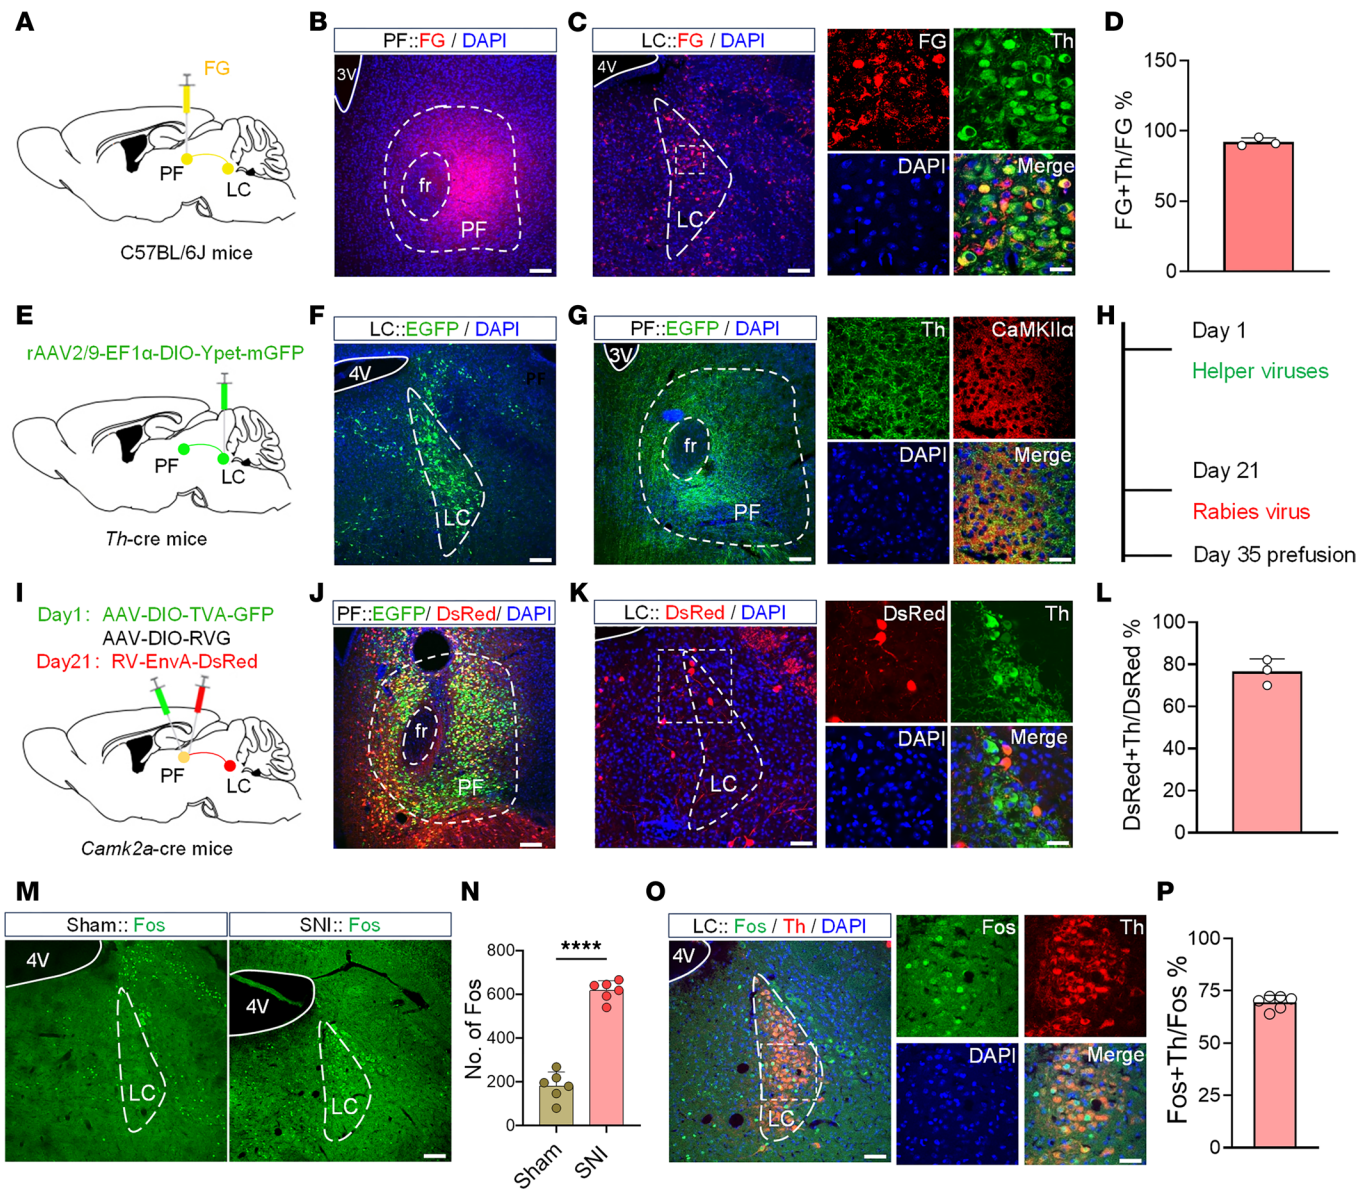 A
FG
PF
LC
C57BL/6J mice
B
PF::FG / DAPI
3V
fr
PF
C
LC::FG / DAPI
4V
LC
FG
Th
DAPI
Merge
D
FG+Th/FG %
150
100
50
0
E
rAAV2/9-EF1α-DIO-Ypet-mGFP
PF
LC
Th-cre mice
F
LC::EGFP / DAPI
4V
PF
LC
G
PF::EGFP / DAPI
3V
fr
PF
Th
CaMKIIα
DAPI
Merge
H
Day 1
Helper viruses
Day 21
Rabies virus
Day 35 prefusion
I
Day1: AAV-DIO-TVA-GFP
AAV-DIO-RVG
Day21: RV-EnvA-DsRed
PF
LC
Camk2a-cre mice
J
PF::EGFP/ DsRed/ DAPI
fr
PF
K
LC:: DsRed / DAPI
LC
DsRed
Th
DAPI
Merge
L
DsRed+Th/DsRed %
100
80
60
40
20
0
M
Sham:: Fos
SNI:: Fos
4V
LC
4V
LC
N
No. of Fos
800
600
400
200
0
****
Sham
SNI
O
LC:: Fos / Th / DAPI
4V
LC
Fos
Th
DAPI
Merge
P
Fos+Th/Fos %
100
75
50
25
0